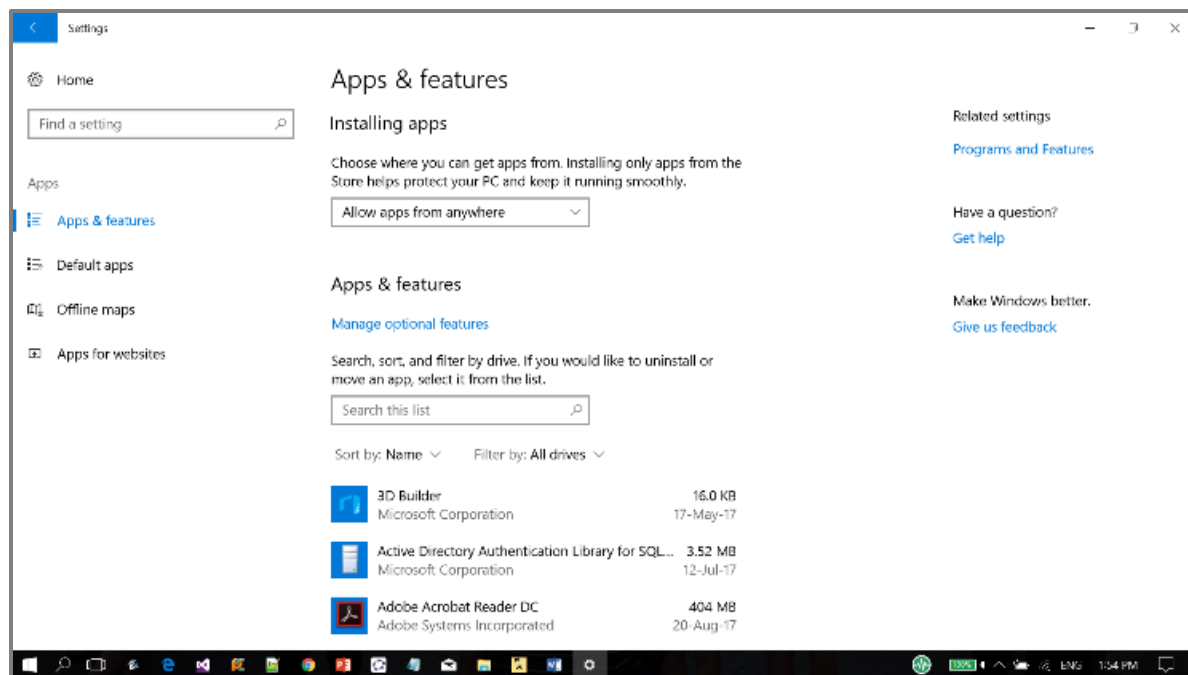 Settings
Home
Find a setting
Apps
Apps & features
Default apps
Offline maps
Apps for websites
Apps & features
Installing apps
Choose where you can get apps from. Installing only apps from the
Store helps protect your PC and keep it running smoothly.
Allow apps from anywhere
Apps & features
Manage optional features
Search, sort, and filter by drive. If you would like to uninstall or
move an app, select it from the list.
Search this list
Sort by: Name Filter by: All drives
3D Builder 16.0 KB
Microsoft Corporation 17-May-17
Active Directory Authentication Library for SQL... 3.52 MB
Microsoft Corporation 12-Jul-17
Adobe Acrobat Reader DC 404 MB
Adobe Systems Incorporated 20-Aug-17
Related settings
Programs and Features
Have a question?
Get help
Make Windows better.
Give us feedback
100% ENG 1:54 PM